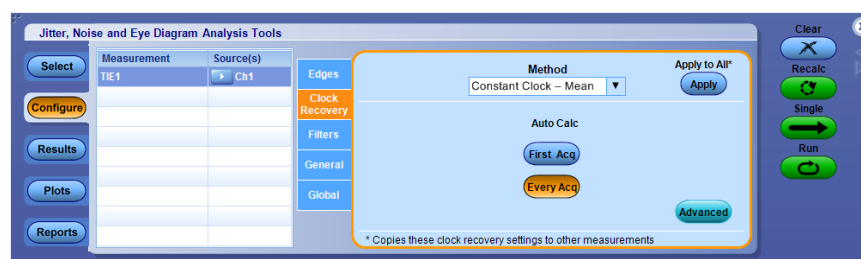 Jitter, Noise and Eye Diagram Analysis Tools
Clear
Select
Measurement Source(s)
TIE1 Ch1
Edges
Method
Apply to All*
Constant Clock – Mean
Apply
Recalc
Configure
Clock
Recovery
Single
Auto Calc
Filters
Results
First Acq
Run
General
Plots
Global
Every Acq
Advanced
Reports
* Copies these clock recovery settings to other measurements